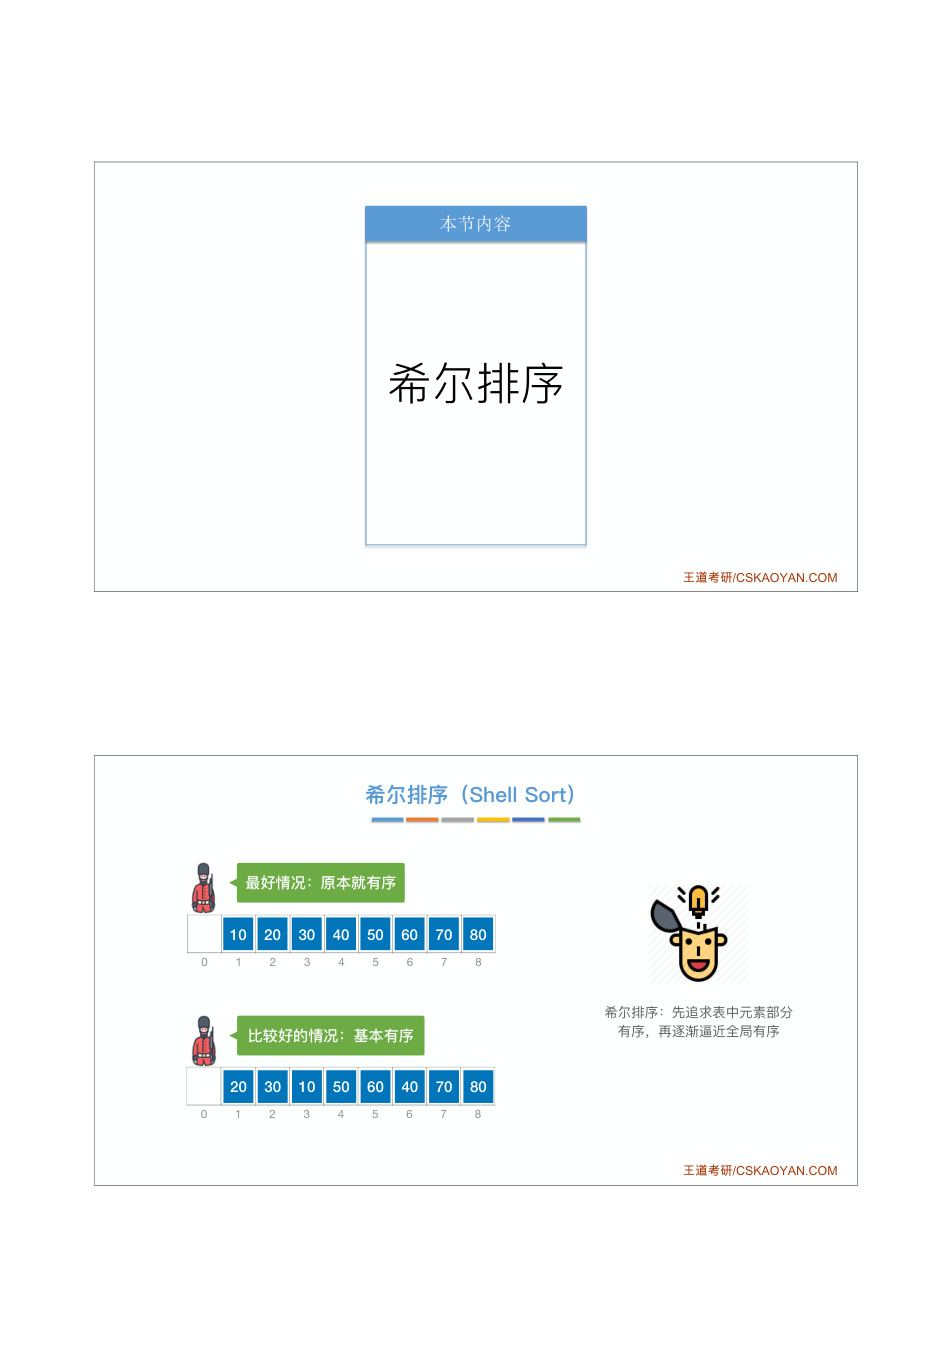 本节内容
希尔排序
王道考研/CSKAOYAN.COM
希尔排序（Shell Sort）
最好情况：原本就有序
10 20 30 40 50 60 70 80
0 1 2 3 4 5 6 7 8
比较好的情况：基本有序
20 30 10 50 60 40 70 80
0 1 2 3 4 5 6 7 8
希尔排序：先追求表中元素部分
有序，再逐渐逼近全局有序
王道考研/CSKAOYAN.COM